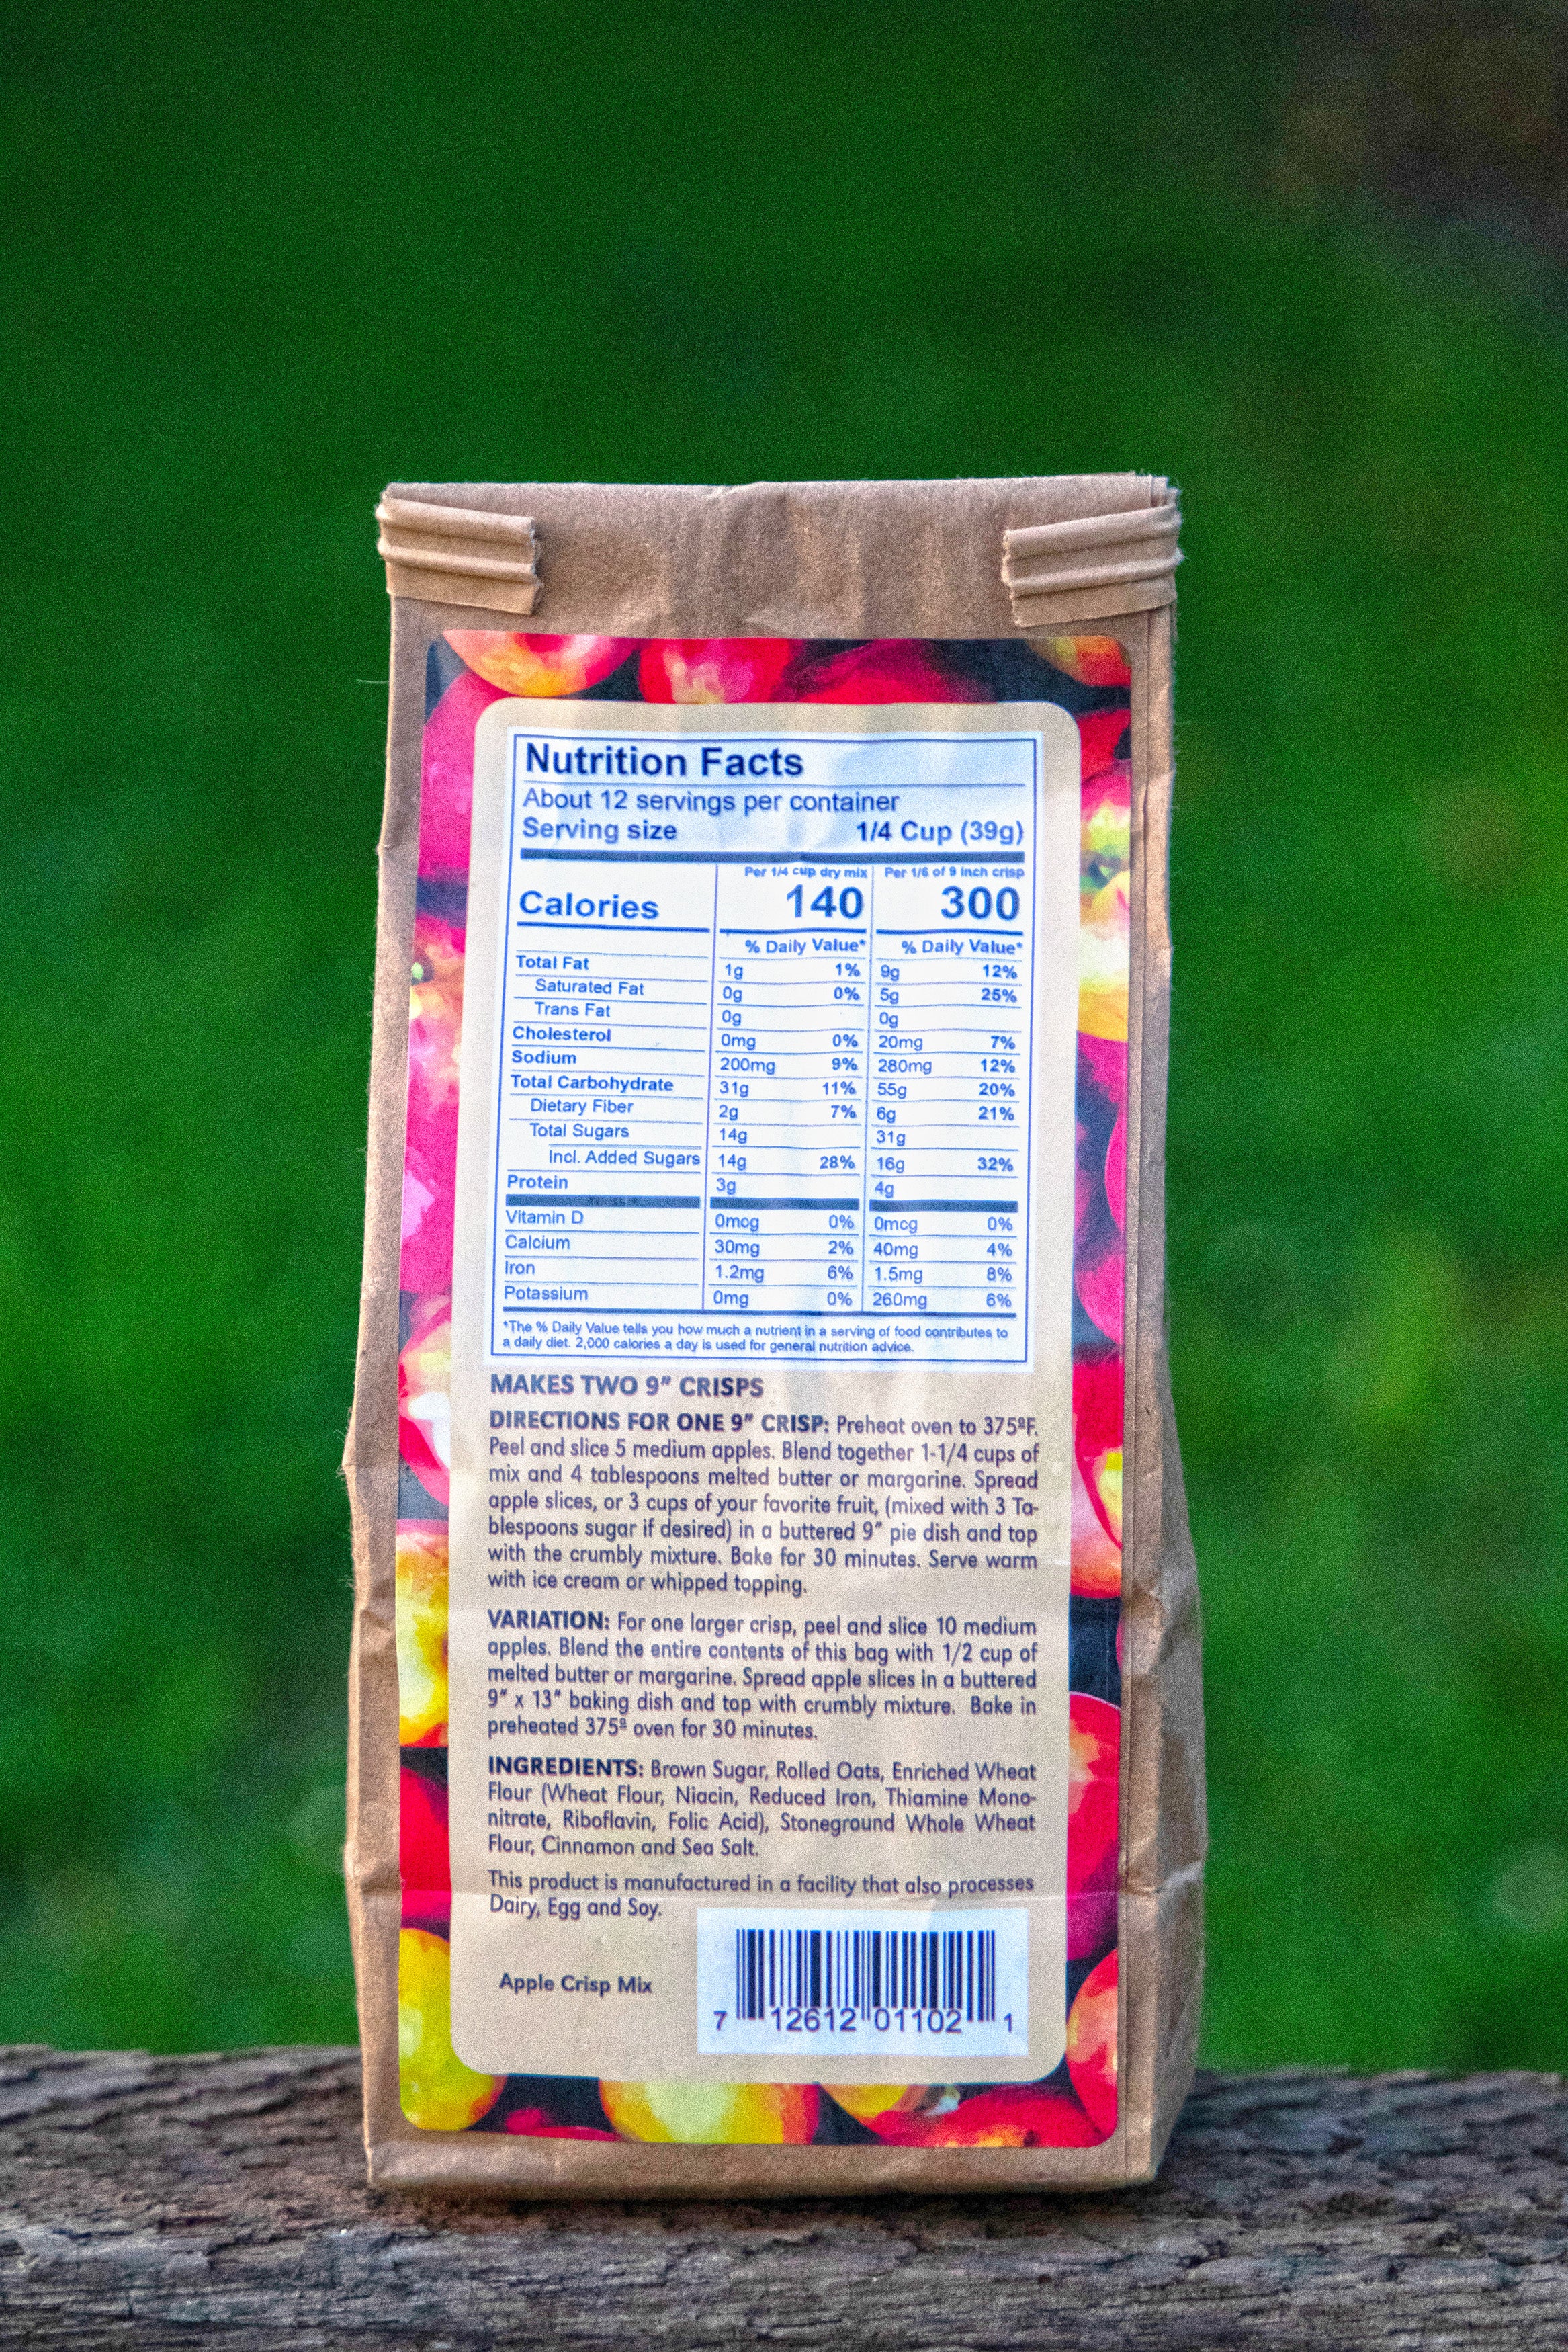 Nutrition Facts
About 12 servings per container
Serving size 1/4 Cup (39g)
Per 1/4 cup dry mix Per 1/6 of 9 inch crisp
Calories 140 300
% Daily Value* % Daily Value*
Total Fat 1g 1% 9g 12%
Saturated Fat 0g 0% 5g 25%
Trans Fat 0g 0g
Cholesterol 0mg 0% 20mg 7%
Sodium 200mg 9% 280mg 12%
Total Carbohydrate 31g 11% 55g 20%
Dietary Fiber 2g 7% 6g 21%
Total Sugars 14g 31g
Incl. Added Sugars 14g 28% 16g 32%
Protein 3g 4g
Vitamin D 0mcg 0% 0mcg 0%
Calcium 30mg 2% 40mg 4%
Iron 1.2mg 6% 1.5mg 8%
Potassium 0mg 0% 260mg 6%
*The % Daily Value tells you how much a nutrient in a serving of food contributes to
a daily diet. 2,000 calories a day is used for general nutrition advice.
MAKES TWO 9" CRISPS
DIRECTIONS FOR ONE 9" CRISP: Preheat oven to 375ºF.
Peel and slice 5 medium apples. Blend together 1-1/4 cups of
mix and 4 tablespoons melted butter or margarine. Spread
apple slices, or 3 cups of your favorite fruit, (mixed with 3 Ta-
blespoons sugar if desired) in a buttered 9" pie dish and top
with the crumbly mixture. Bake for 30 minutes. Serve warm
with ice cream or whipped topping.
VARIATION: For one larger crisp, peel and slice 10 medium
apples. Blend the entire contents of this bag with 1/2 cup of
melted butter or margarine. Spread apple slices in a buttered
9" x 13" baking dish and top with crumbly mixture. Bake in
preheated 375º oven for 30 minutes.
INGREDIENTS: Brown Sugar, Rolled Oats, Enriched Wheat
Flour (Wheat Flour, Niacin, Reduced Iron, Thiamine Mono-
nitrate, Riboflavin, Folic Acid), Stoneground Whole Wheat
Flour, Cinnamon and Sea Salt.
This product is manufactured in a facility that also processes
Dairy, Egg and Soy.
Apple Crisp Mix
7 12612 01102 1